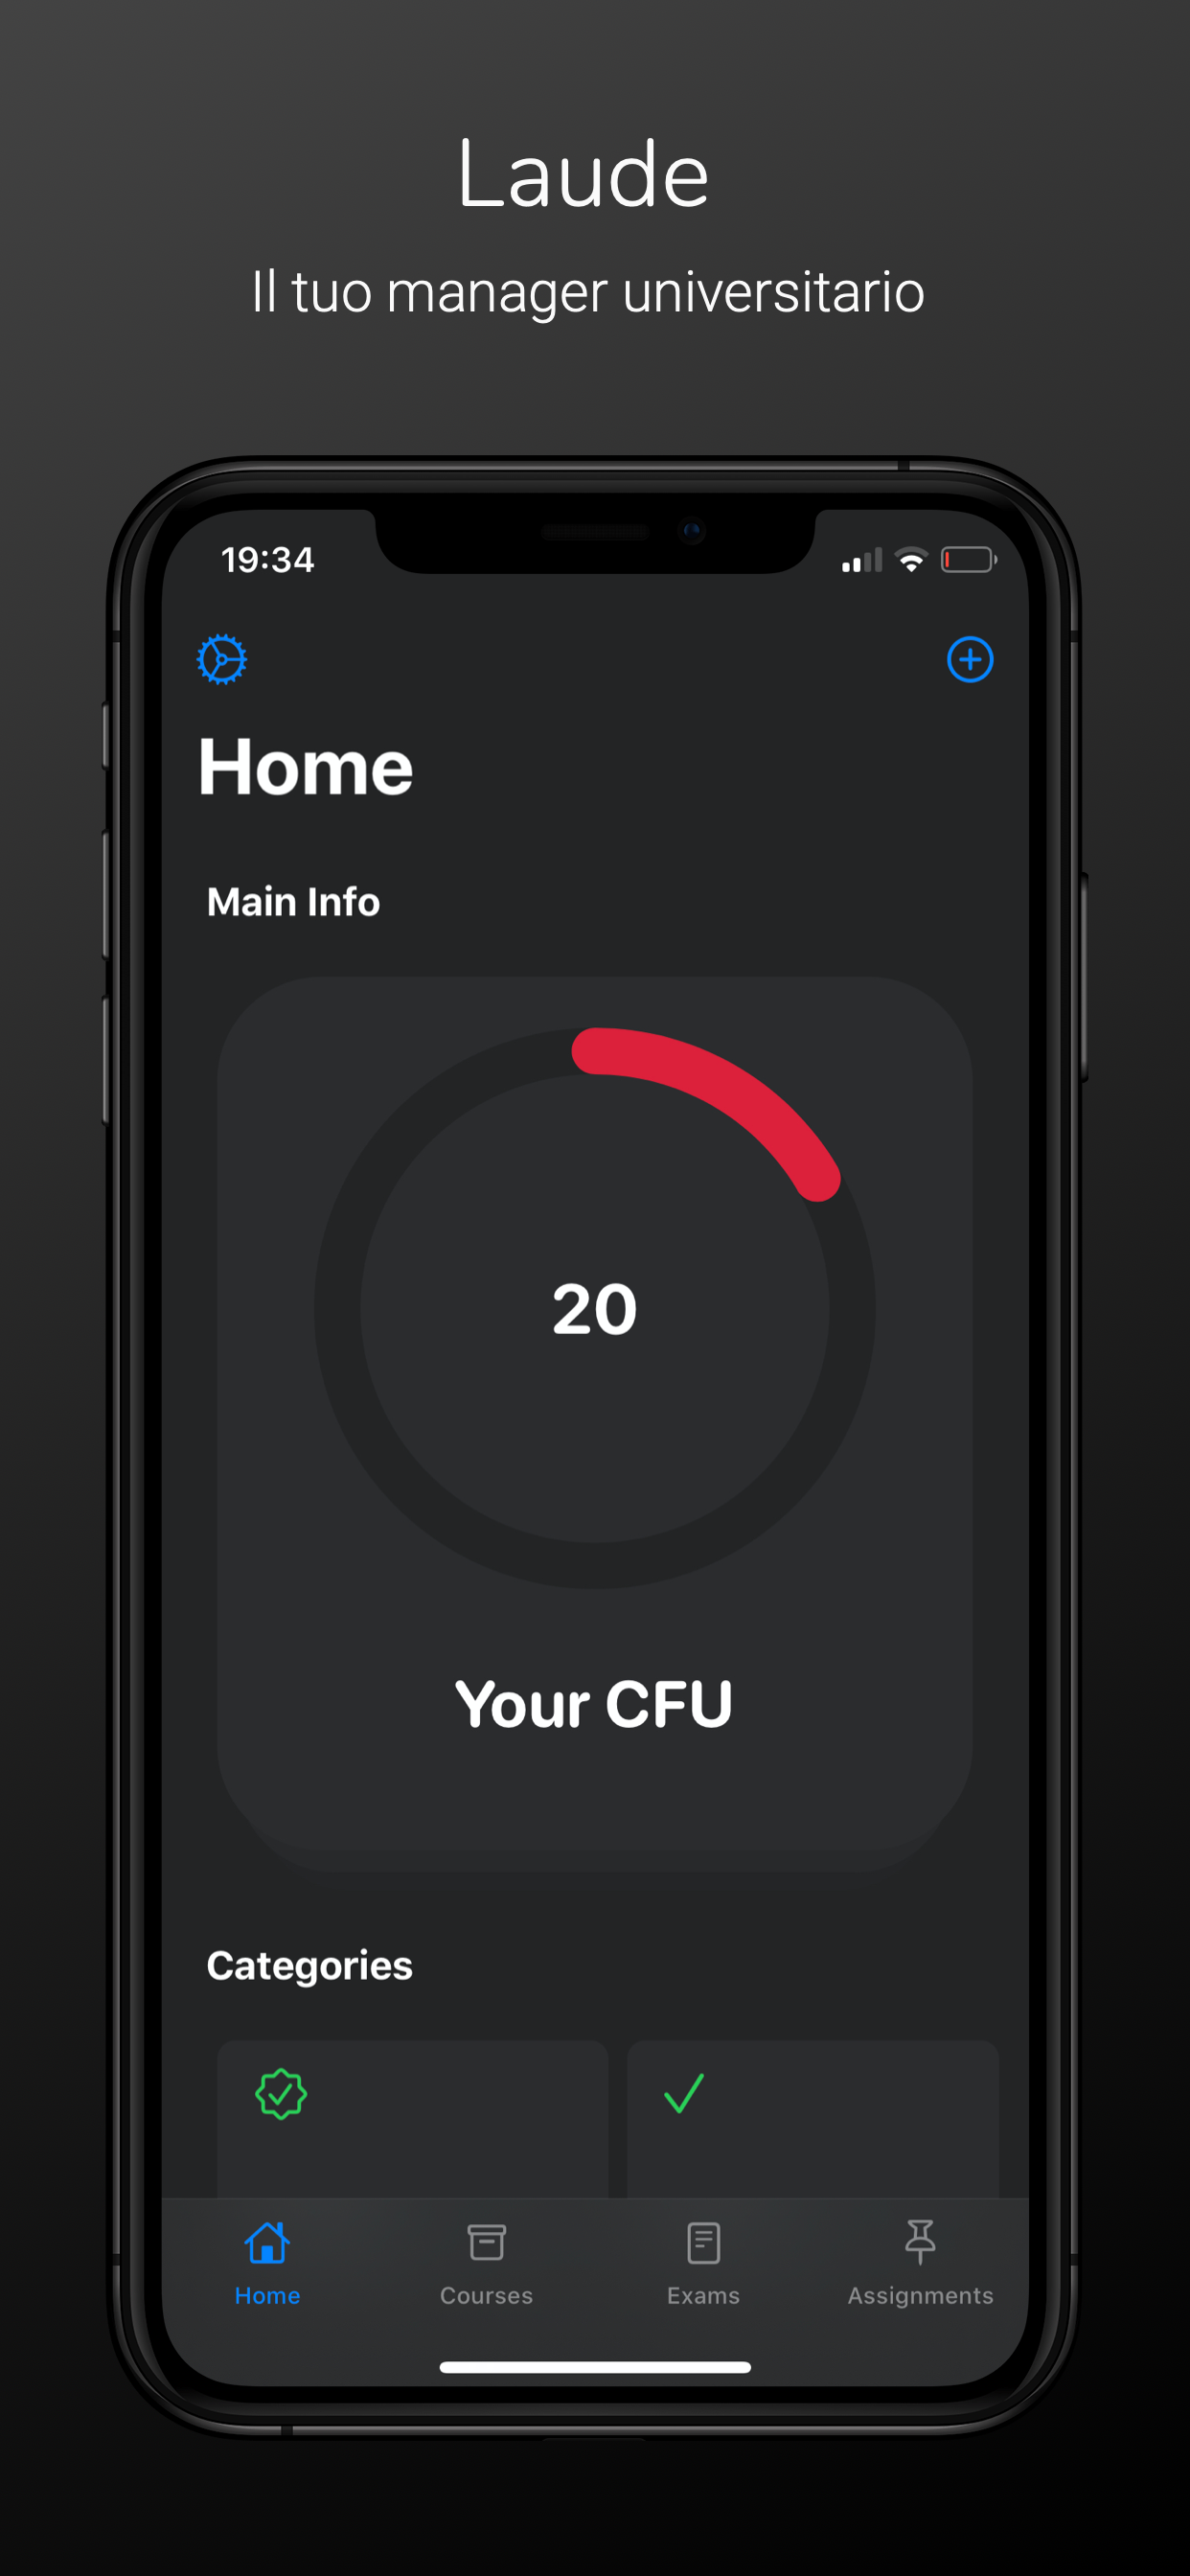 Laude
Il tuo manager universitario
19:34
Home
Main Info
20
Your CFU
Categories
Home
Courses
Exams
Assignments